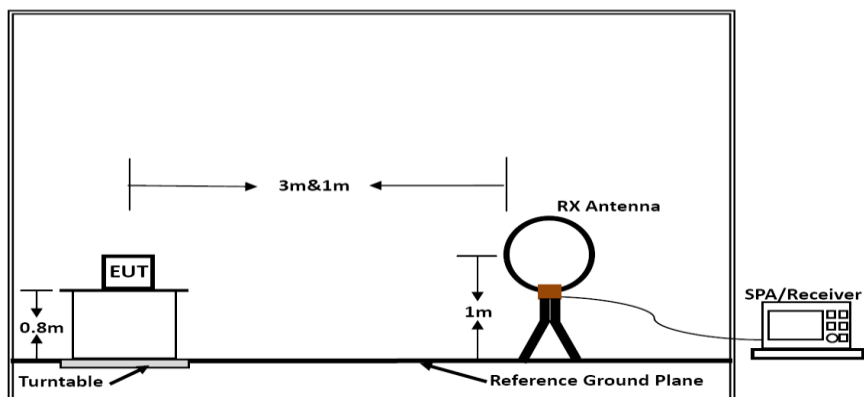 3m&1m
RX Antenna
EUT
SPA/Receiver
0.8m
1m
Turntable
Reference Ground Plane